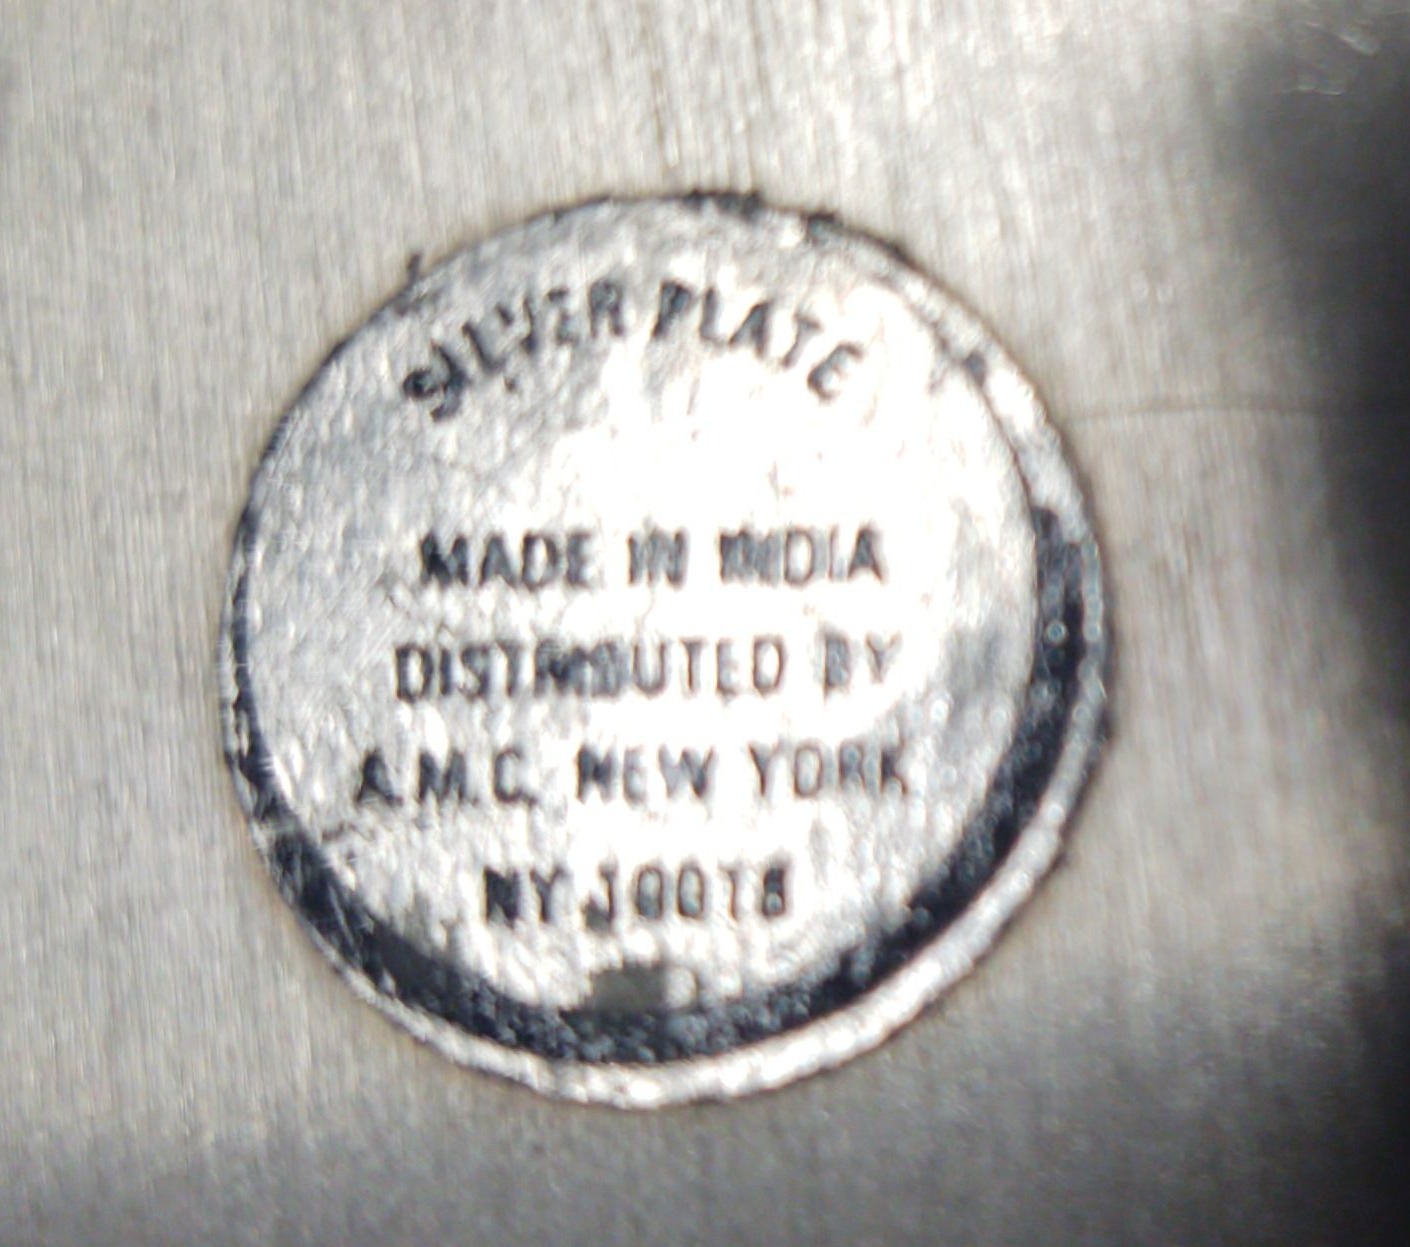 SILVER PLATE
MADE IN INDIA
DISTRIBUTED BY
A.M.C. NEW YORK
NY 10018